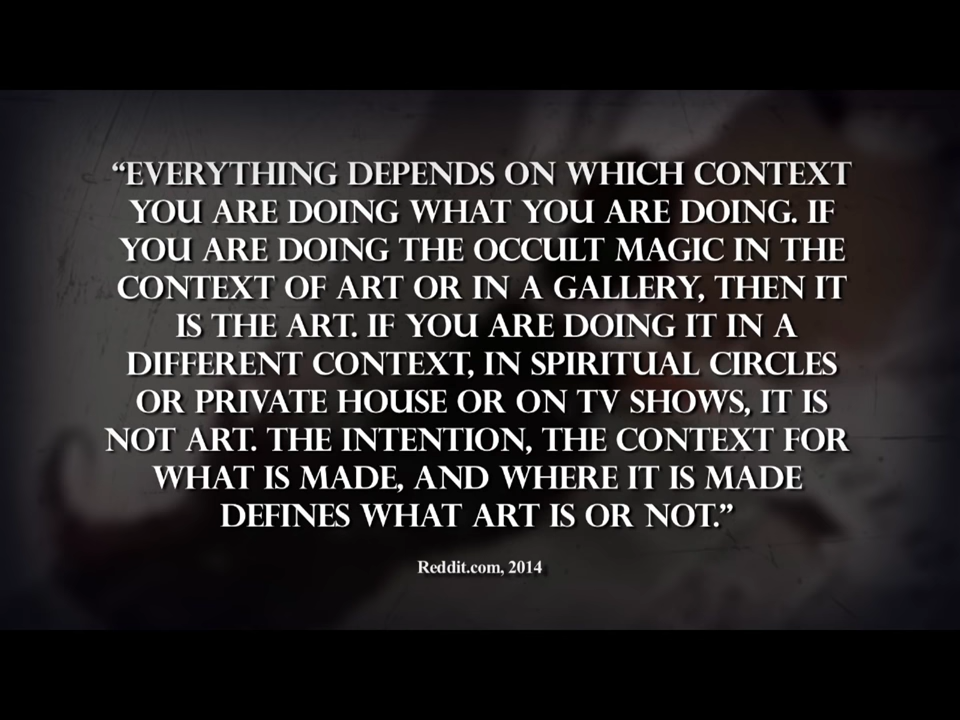 “EVERYTHING DEPENDS ON WHICH CONTEXT
YOU ARE DOING WHAT YOU ARE DOING. IF
YOU ARE DOING THE OCCULT MAGIC IN THE
CONTEXT OF ART OR IN A GALLERY, THEN IT
IS THE ART. IF YOU ARE DOING IT IN A
DIFFERENT CONTEXT, IN SPIRITUAL CIRCLES
OR PRIVATE HOUSE OR ON TV SHOWS, IT IS
NOT ART. THE INTENTION, THE CONTEXT FOR
WHAT IS MADE, AND WHERE IT IS MADE
DEFINES WHAT ART IS OR NOT.”
Reddit.com, 2014